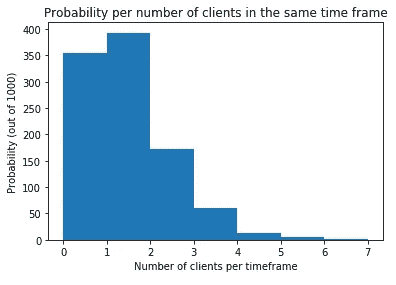 Probability per number of clients in the same time frame
400
350
300
250
200
150
100
50
0
Probability (out of 1000)
0 1 2 3 4 5 6 7
Number of clients per timeframe